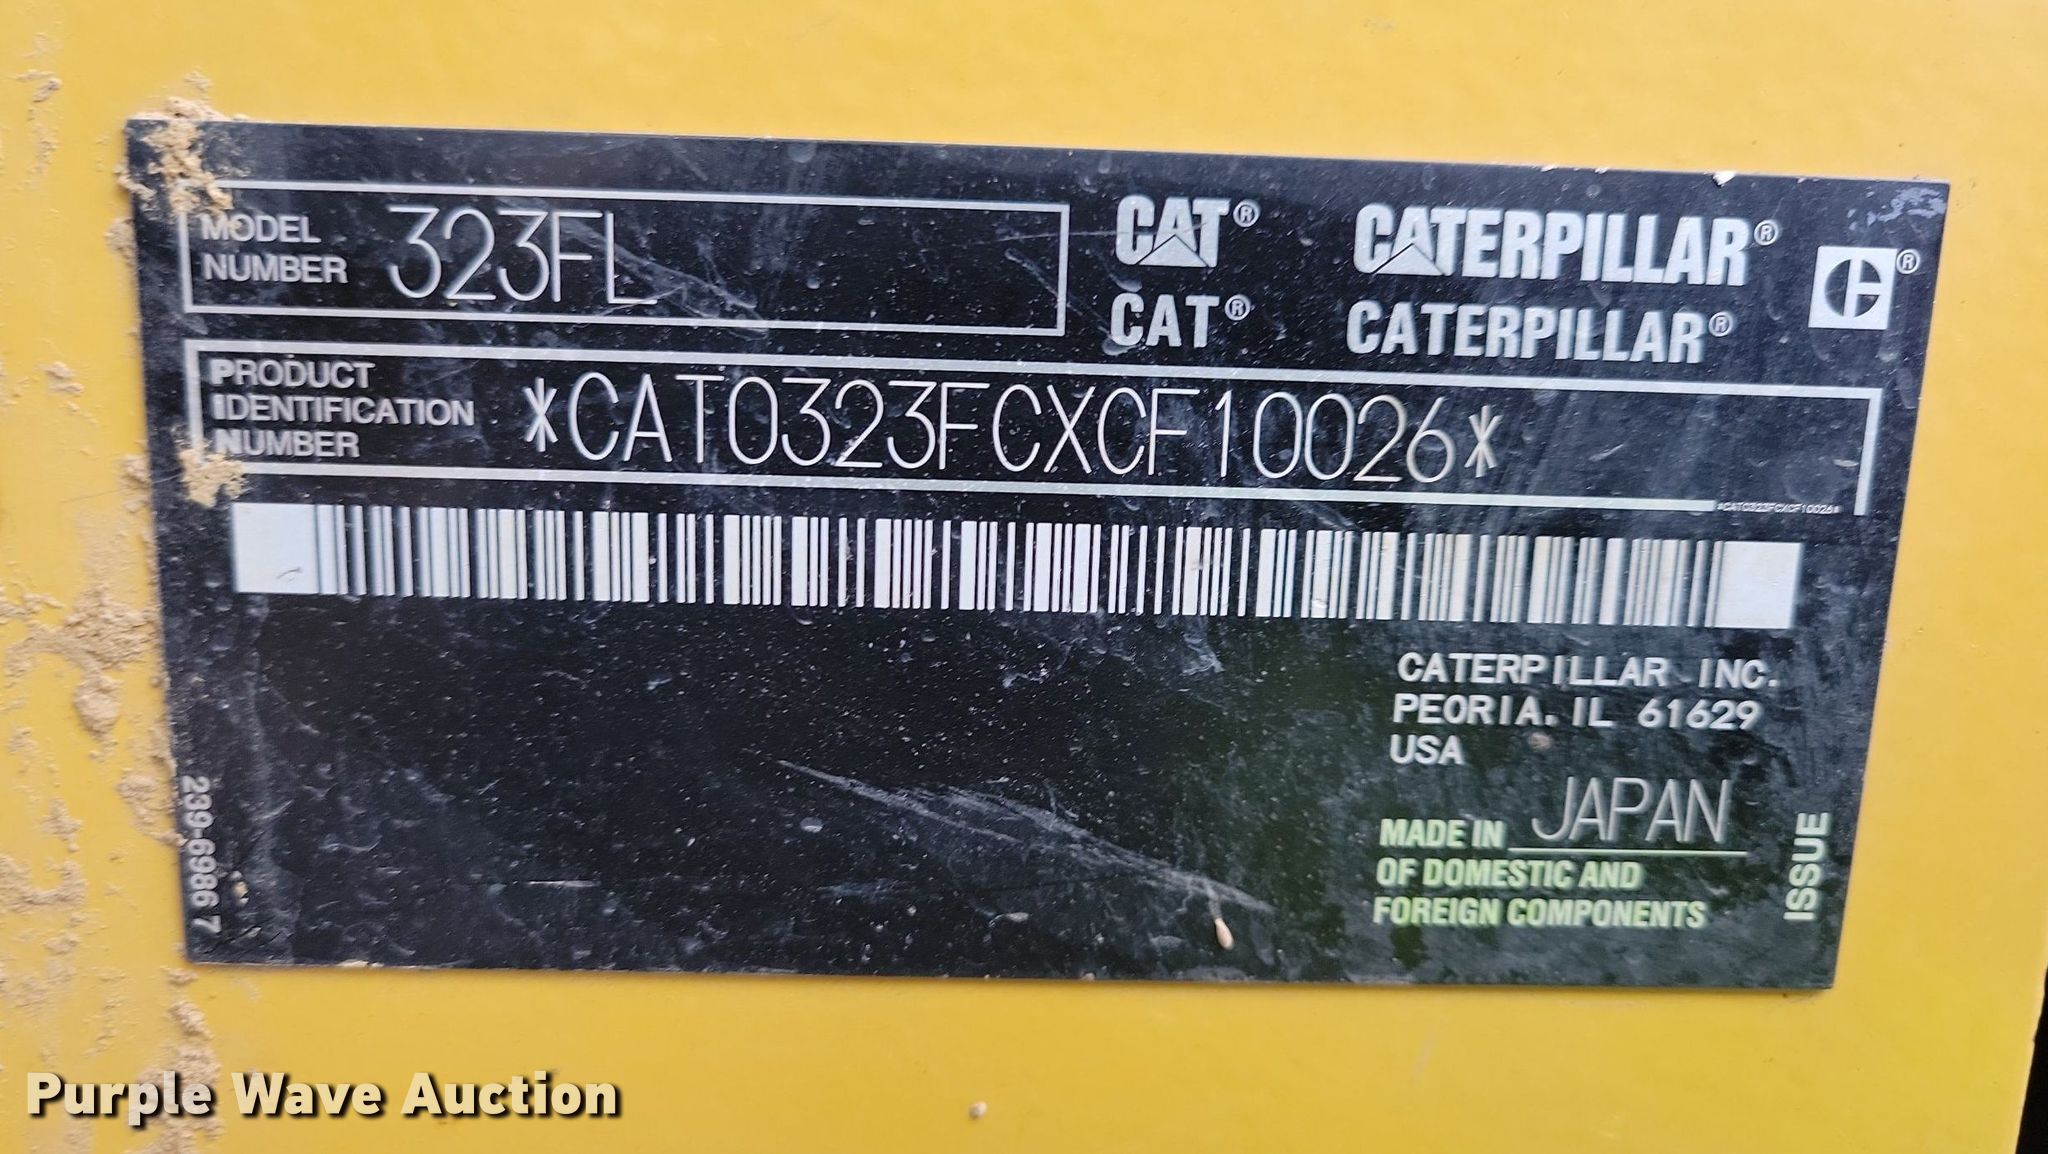 MODEL NUMBER 323FL
CAT® CATERPILLAR®
CAT® CATERPILLAR®
PRODUCT IDENTIFICATION NUMBER *CAT0323FCXCF10026*
*CAT0323FCXCF10026*
CATERPILLAR INC.
PEORIA, IL 61629
USA
MADE IN JAPAN
OF DOMESTIC AND
FOREIGN COMPONENTS
ISSUE
239-6986 7
Purple Wave Auction